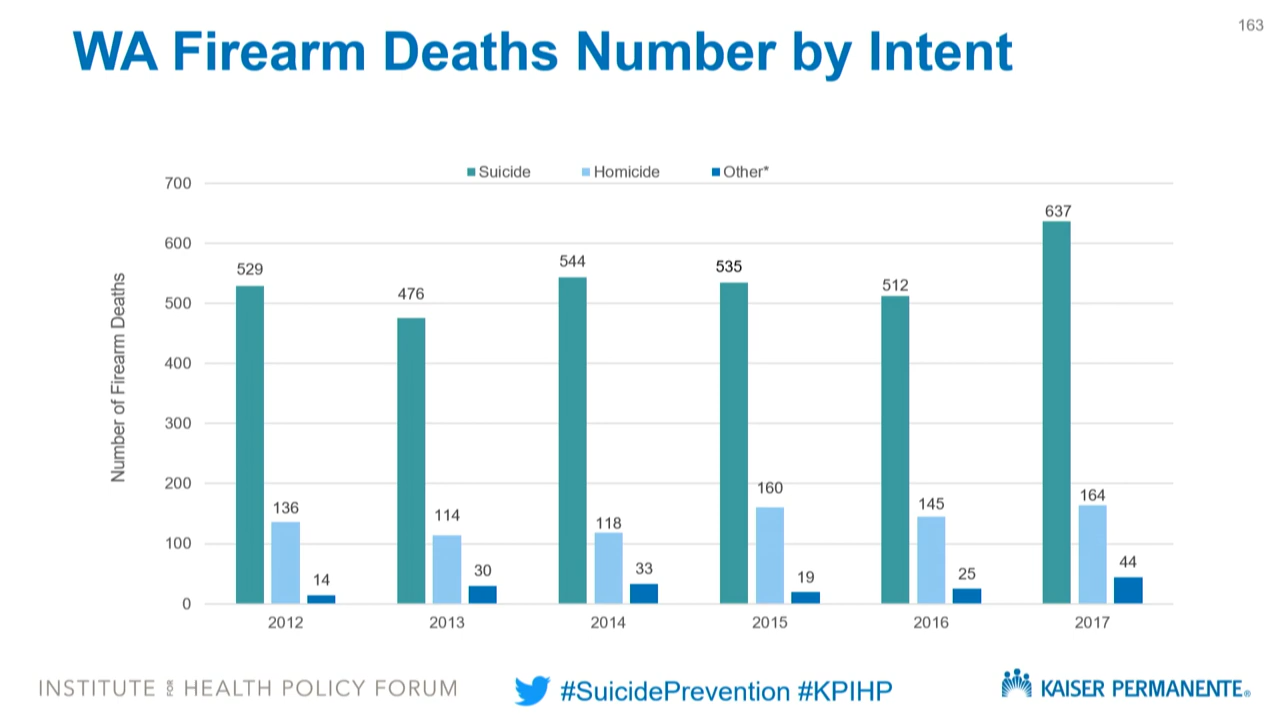 163
WA Firearm Deaths Number by Intent
Suicide Homicide Other*
Number of Firearm Deaths
700
600
500
400
300
200
100
0
529 136 14
476 114 30
544 118 33
535 160 19
512 145 25
637 164 44
2012 2013 2014 2015 2016 2017
INSTITUTE FOR HEALTH POLICY FORUM
#SuicidePrevention #KPIHP
KAISER PERMANENTE®